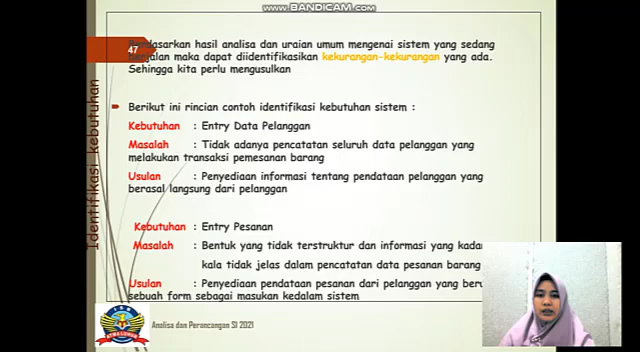 www.BANDICAM.com
47
Berdasarkan hasil analisa dan uraian umum mengenai sistem yang sedang
berjalan maka dapat diidentifikasikan kekurangan-kekurangan yang ada.
Sehingga kita perlu mengusulkan
Identifikasi kebutuhan
Berikut ini rincian contoh identifikasi kebutuhan sistem :
Kebutuhan : Entry Data Pelanggan
Masalah : Tidak adanya pencatatan seluruh data pelanggan yang
melakukan transaksi pemesanan barang
Usulan : Penyediaan informasi tentang pendataan pelanggan yang
berasal langsung dari pelanggan
Kebutuhan : Entry Pesanan
Masalah : Bentuk yang tidak terstruktur dan informasi yang kadan
kala tidak jelas dalam pencatatan data pesanan barang
Usulan : Penyediaan pendataan pesanan dari pelanggan yang beru
sebuah form sebagai masukan kedalam sistem
Analisa dan Perancangan SI 2021